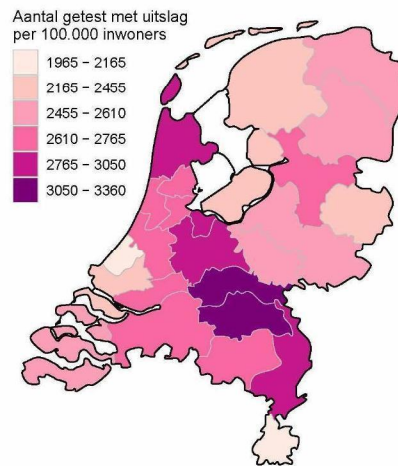 Aantal getest met uitslag
per 100.000 inwoners
1965 – 2165
2165 – 2455
2455 – 2610
2610 – 2765
2765 – 3050
3050 – 3360